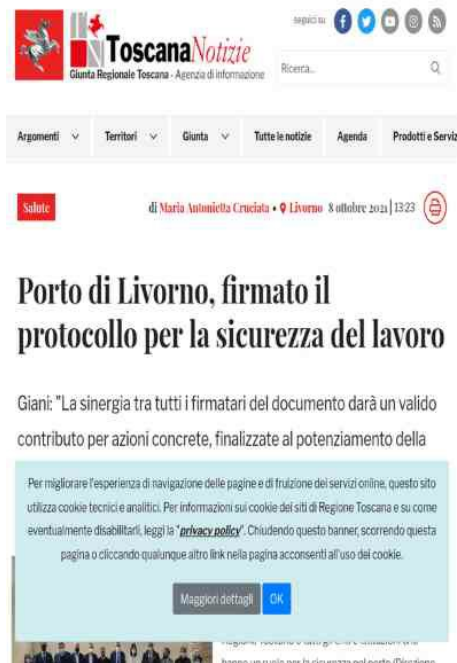 seguici su
ToscanaNotizie
Giunta Regionale Toscana - Agenzia di informazione
Ricerca...
Argomenti Territori Giunta Tutte le notizie Agenda Prodotti e Serviz
Salute di Maria Antonietta Cruciata • Livorno 8 ottobre 2021 | 13:23
Porto di Livorno, firmato il
protocollo per la sicurezza del lavoro
Giani: "La sinergia tra tutti i firmatari del documento darà un valido
contributo per azioni concrete, finalizzate al potenziamento della
Per migliorare l'esperienza di navigazione delle pagine e di fruizione dei servizi online, questo sito
utilizza cookie tecnici e analitici. Per informazioni sui cookie dei siti di Regione Toscana e su come
eventualmente disabilitarli, leggi la "privacy policy". Chiudendo questo banner, scorrendo questa
pagina o cliccando qualunque altro link nella pagina acconsenti all'uso dei cookie.
Maggiori dettagli OK